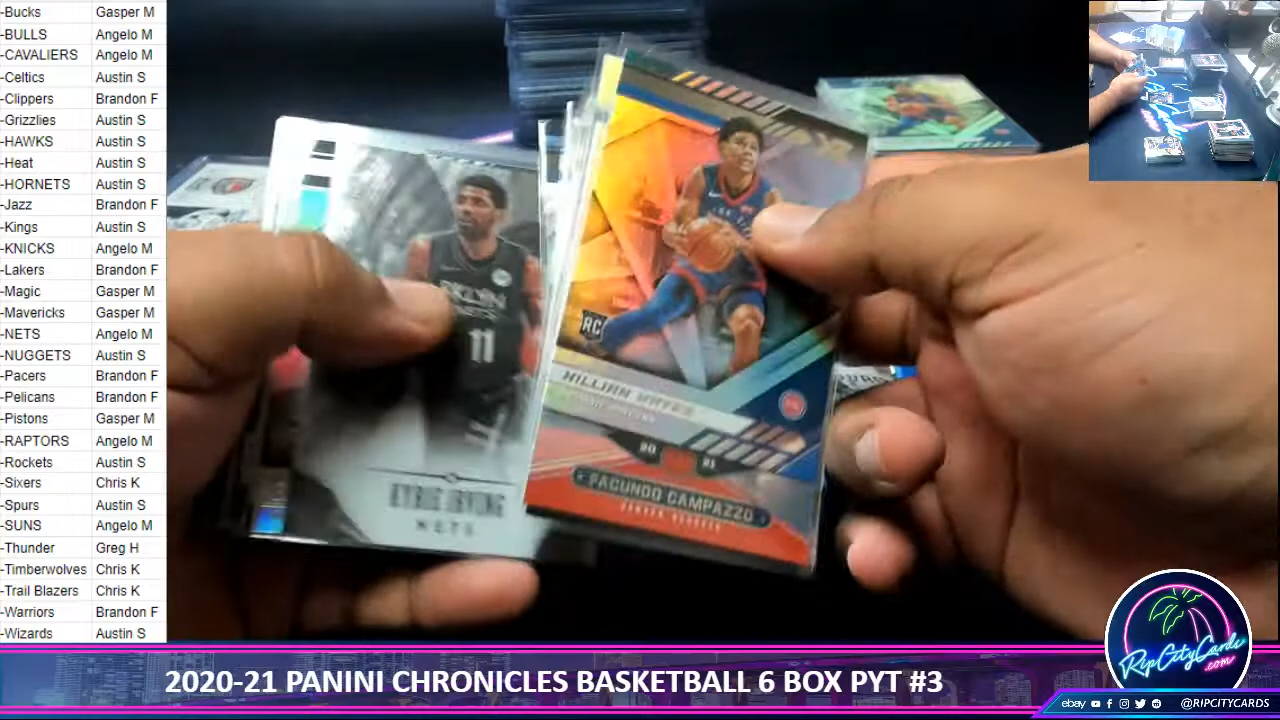 -Bucks Gasper M
-BULLS Angelo M
-CAVALIERS Angelo M
-Celtics Austin S
-Clippers Brandon F
-Grizzlies Austin S
-HAWKS Austin S
-Heat Austin S
-HORNETS Austin S
-Jazz Brandon F
-Kings Austin S
-KNICKS Angelo M
-Lakers Brandon F
-Magic Gasper M
-Mavericks Gasper M
-NETS Angelo M
-NUGGETS Austin S
-Pacers Brandon F
-Pelicans Brandon F
-Pistons Gasper M
-RAPTORS Angelo M
-Rockets Austin S
-Sixers Chris K
-Spurs Austin S
-SUNS Angelo M
-Thunder Greg H
-Timberwolves Chris K
-Trail Blazers Chris K
-Warriors Brandon F
-Wizards Austin S
11
KYRIE IRVING
NETS
RC
KILLIAN HAYES
20 21
FACUNDO CAMPAZZO
DENVER NUGGETS
RipCityCards
.com
2020-21 PANINI CHRONICLES BASKETBALL 6 BOX PYT #3
ebay @RIPCITYCARDS